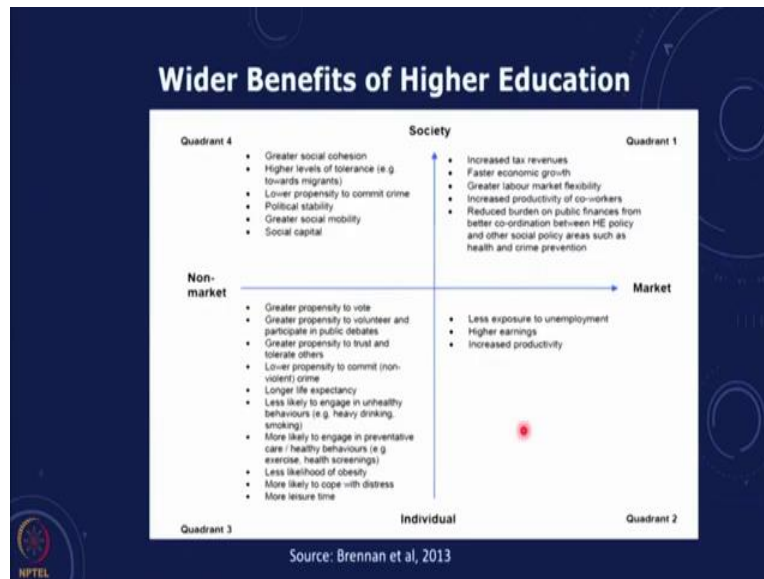 Wider Benefits of Higher Education
Society
Quadrant 4
Quadrant 1
• Greater social cohesion
• Higher levels of tolerance (e.g.
towards migrants)
• Lower propensity to commit crime
• Political stability
• Greater social mobility
• Social capital
• Increased tax revenues
• Faster economic growth
• Greater labour market flexibility
• Increased productivity of co-workers
• Reduced burden on public finances from
better co-ordination between HE policy
and other social policy areas such as
health and crime prevention
Non-
market
Market
• Greater propensity to vote
• Greater propensity to volunteer and
participate in public debates
• Greater propensity to trust and
tolerate others
• Lower propensity to commit (non-
violent) crime
• Longer life expectancy
• Less likely to engage in unhealthy
behaviours (e.g. heavy drinking,
smoking)
• More likely to engage in preventative
care / healthy behaviours (e.g.
exercise, health screenings)
• Less likelihood of obesity
• More likely to cope with distress
• More leisure time
• Less exposure to unemployment
• Higher earnings
• Increased productivity
Individual
Quadrant 3
Quadrant 2
Source: Brennan et al, 2013
NPTEL